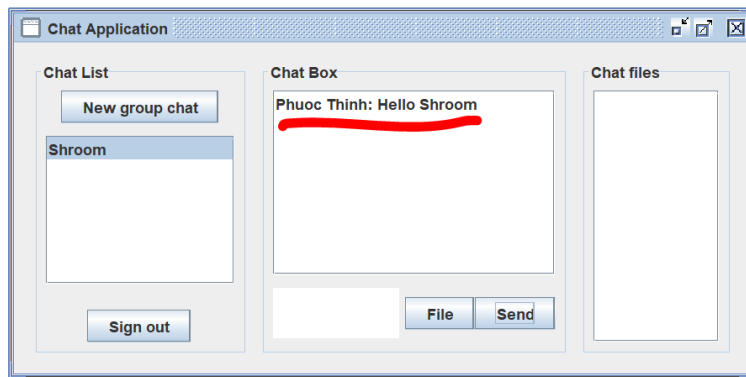 Chat Application
Chat List
Chat Box
Chat files
New group chat
Phuoc Thinh: Hello Shroom
Shroom
File
Send
Sign out